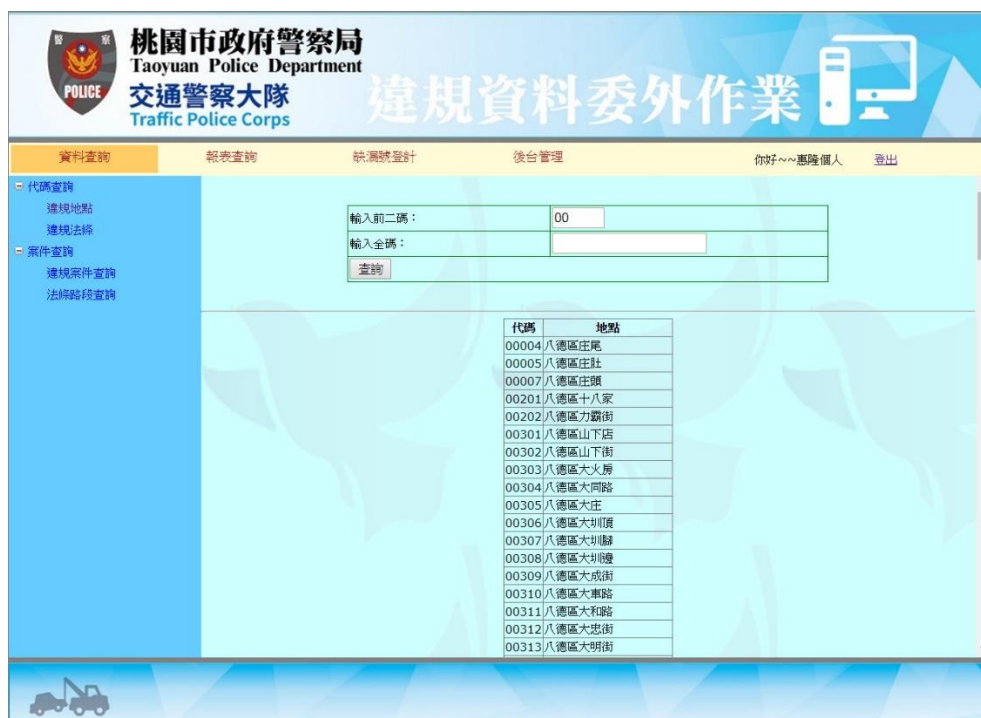 警 察
POLICE
桃園市政府警察局
Taoyuan Police Department
交通警察大隊
Traffic Police Corps
違規資料委外作業
資料查詢 報表查詢 缺漏號登計 後台管理 你好~~惠隆個人 登出
代碼查詢
違規地點
違規法條
案件查詢
違規案件查詢
法條路段查詢
輸入前二碼： 00
輸入全碼：
查詢
代碼 地點
00004 八德區庄尾
00005 八德區庄肚
00007 八德區庄頭
00201 八德區十八家
00202 八德區力霸街
00301 八德區山下店
00302 八德區山下街
00303 八德區大火房
00304 八德區大同路
00305 八德區大庄
00306 八德區大圳頂
00307 八德區大圳腳
00308 八德區大圳邊
00309 八德區大成街
00310 八德區大車路
00311 八德區大和路
00312 八德區大忠街
00313 八德區大明街